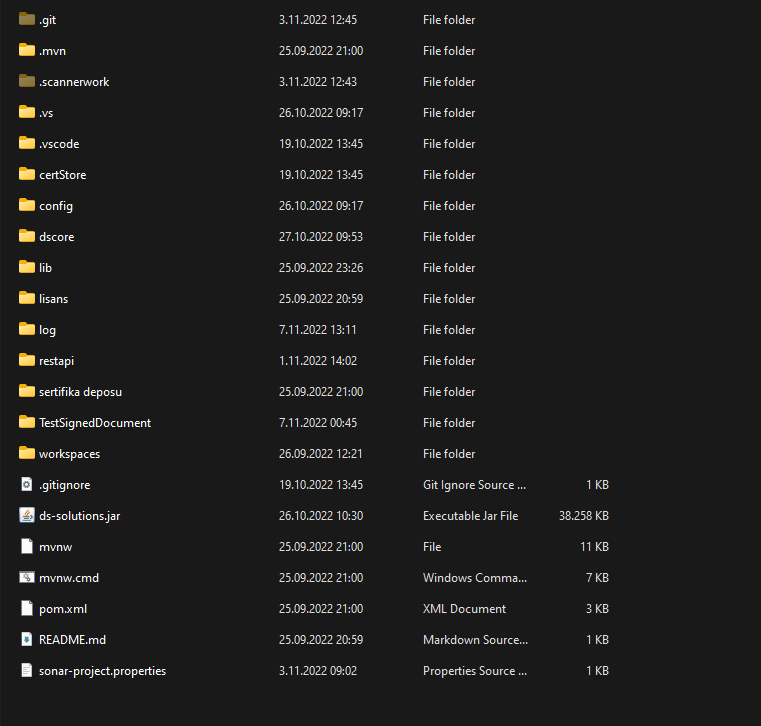 .git 3.11.2022 12:45 File folder
.mvn 25.09.2022 21:00 File folder
.scannerwork 3.11.2022 12:43 File folder
.vs 26.10.2022 09:17 File folder
.vscode 19.10.2022 13:45 File folder
certStore 19.10.2022 13:45 File folder
config 26.10.2022 09:17 File folder
dscore 27.10.2022 09:53 File folder
lib 25.09.2022 23:26 File folder
lisans 25.09.2022 20:59 File folder
log 7.11.2022 13:11 File folder
restapi 1.11.2022 14:02 File folder
sertifika deposu 25.09.2022 21:00 File folder
TestSignedDocument 7.11.2022 00:45 File folder
workspaces 26.09.2022 12:21 File folder
.gitignore 19.10.2022 13:45 Git Ignore Source ... 1 KB
ds-solutions.jar 26.10.2022 10:30 Executable Jar File 38.258 KB
mvnw 25.09.2022 21:00 File 11 KB
mvnw.cmd 25.09.2022 21:00 Windows Comma... 7 KB
pom.xml 25.09.2022 21:00 XML Document 3 KB
README.md 25.09.2022 20:59 Markdown Source... 1 KB
sonar-project.properties 3.11.2022 09:02 Properties Source ... 1 KB